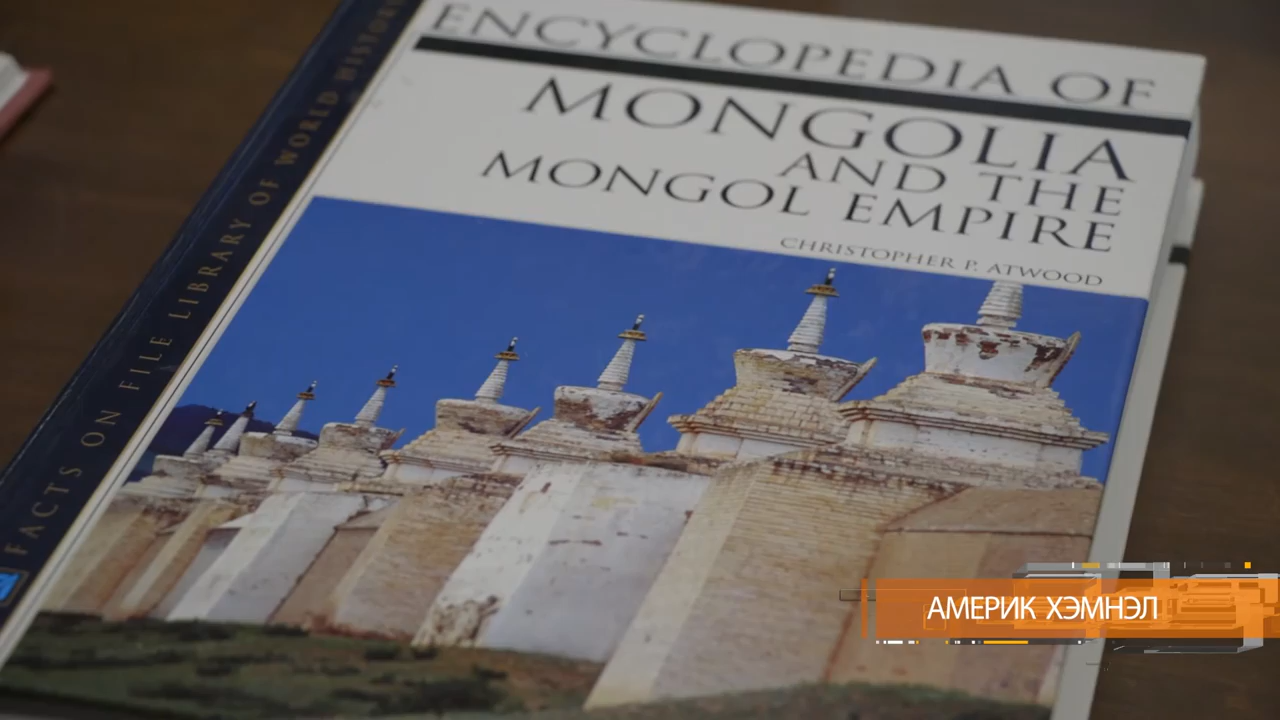 ENCYCLOPEDIA OF
MONGOLIA
AND THE
MONGOL EMPIRE
CHRISTOPHER P. ATWOOD
FACTS ON FILE LIBRARY OF WORLD HISTORY
АМЕРИК ХЭМНЭЛ